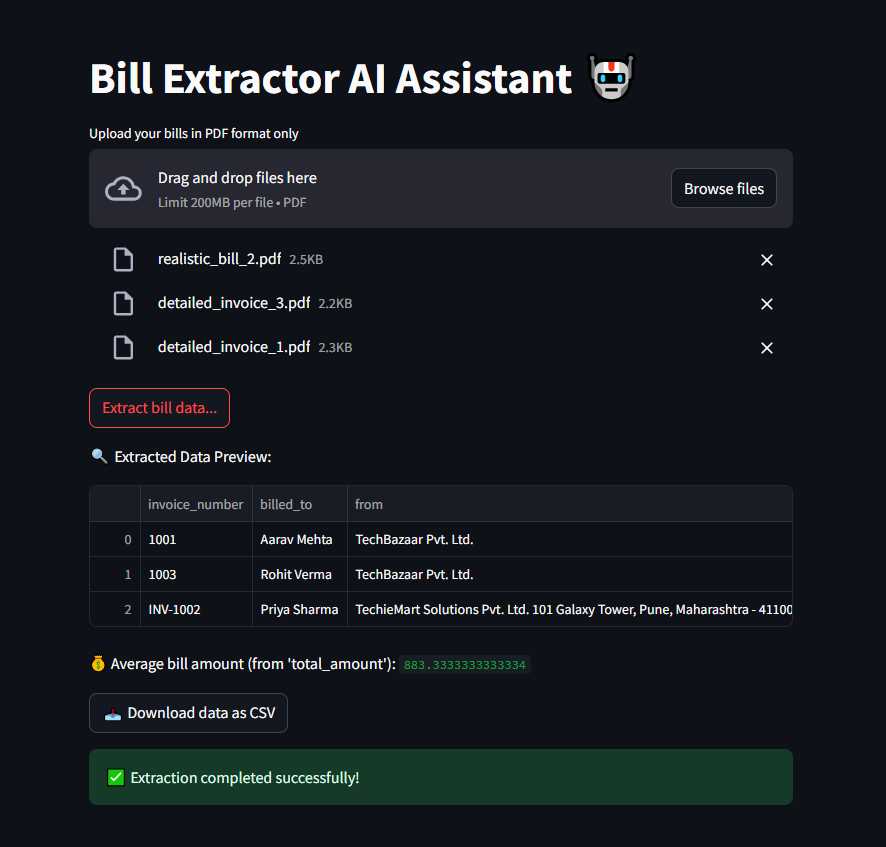 Bill Extractor AI Assistant 🤖
Upload your bills in PDF format only
Drag and drop files here
Limit 200MB per file • PDF
Browse files
realistic_bill_2.pdf 2.5KB
detailed_invoice_3.pdf 2.2KB
detailed_invoice_1.pdf 2.3KB
Extract bill data...
🔍 Extracted Data Preview:
invoice_number billed_to from
0 1001 Aarav Mehta TechBazaar Pvt. Ltd.
1 1003 Rohit Verma TechBazaar Pvt. Ltd.
2 INV-1002 Priya Sharma TechieMart Solutions Pvt. Ltd. 101 Galaxy Tower, Pune, Maharashtra - 41100
💰 Average bill amount (from 'total_amount'): 883.3333333333334
📥 Download data as CSV
✅ Extraction completed successfully!